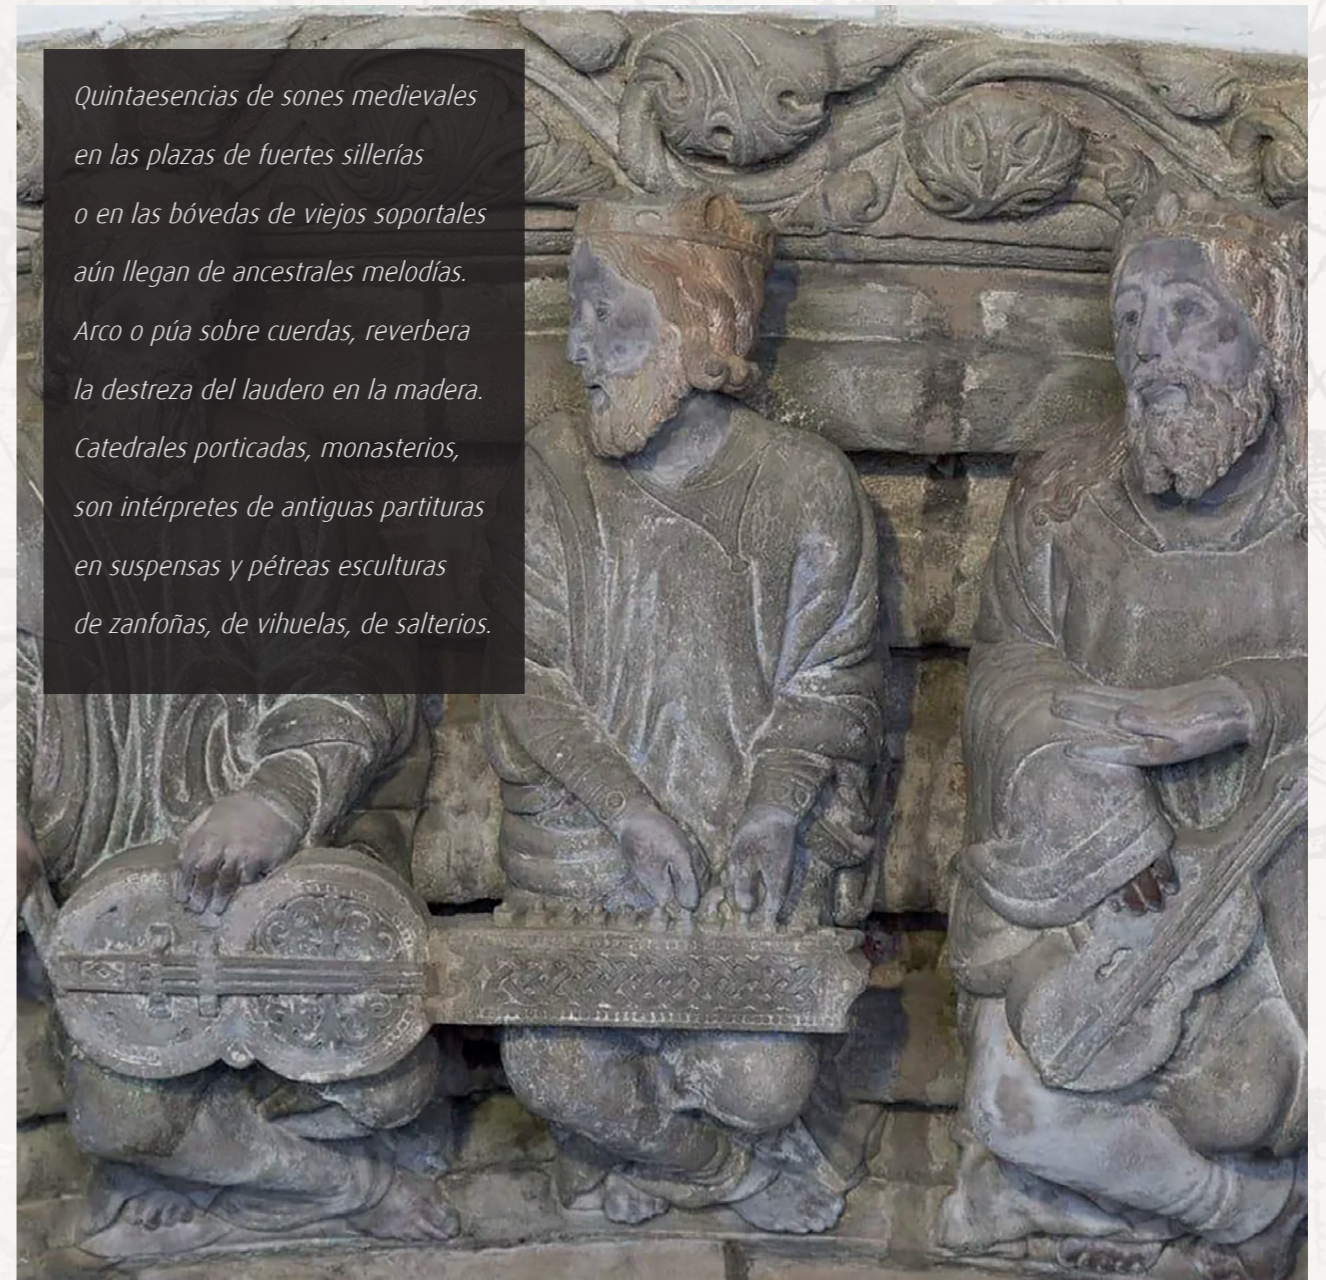 Quintaesencias de sones medievales
en las plazas de fuertes sillerías
o en las bóvedas de viejos soportales
aún llegan de ancestrales melodías.
Arco o púa sobre cuerdas, reverbera
la destreza del laudero en la madera.
Catedrales porticadas, monasterios,
son intérpretes de antiguas partituras
en suspensas y pétreas esculturas
de zanfoñas, de vihuelas, de salterios.